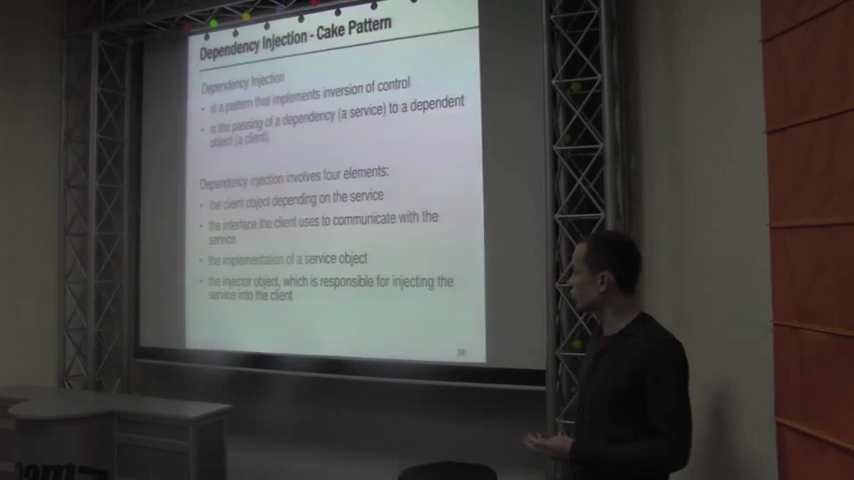 Dependency Injection - Cake Pattern
Dependency Injection
• is a pattern that implements inversion of control
• is the passing of a dependency (a service) to a dependent
object (a client)
Dependency injection involves four elements:
• the client object depending on the service
• the interface the client uses to communicate with the
service
• the implementation of a service object
• the injector object, which is responsible for injecting the
service into the client